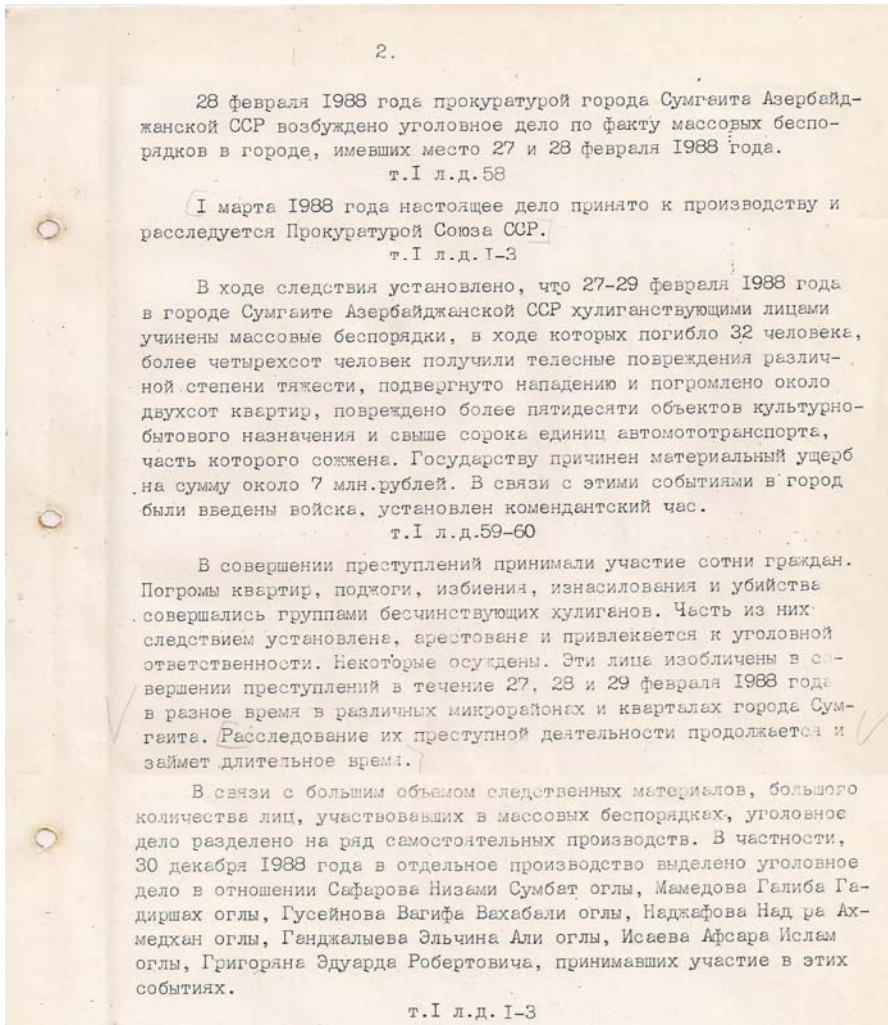 2.
28 февраля I988 года прокуратурой города Сумгаита Азербайд-
жанской ССР возбуждено уголовное дело по факту массовых беспо-
рядков в городе, имевших место 27 и 28 февраля I988 года.
т.I л.д.58
I марта I988 года настоящее дело принято к производству и
расследуется Прокуратурой Союза ССР.
т.I л.д.I-3
В ходе следствия установлено, что 27-29 февраля I988 года
в городе Сумгаите Азербайджанской ССР хулиганствующими лицами
учинены массовые беспорядки, в ходе которых погибло 32 человека,
более четырехсот человек получили телесные повреждения различ-
ной степени тяжести, подвергнуто нападению и погромлено около
двухсот квартир, повреждено более пятидесяти объектов культурно-
бытового назначения и свыше сорока единиц автомототранспорта,
часть которого сожжена. Государству причинен материальный ущерб
на сумму около 7 млн.рублей. В связи с этими событиями в город
были введены войска, установлен комендантский час.
т.I л.д.59-60
В совершении преступлений принимали участие сотни граждан.
Погромы квартир, поджоги, избиения, изнасилования и убийства
совершались группами бесчинствующих хулиганов. Часть из них
следствием установлена, арестована и привлекается к уголовной
ответственности. Некоторые осуждены. Эти лица изобличены в со-
вершении преступлений в течение 27, 28 и 29 февраля I988 года
в разное время в различных микрорайонах и кварталах города Сум-
гаита. Расследование их преступной деятельности продолжается и
займет длительное время.
В связи с большим объемом следственных материалов, большого
количества лиц, участвовавших в массовых беспорядках, уголовное
дело разделено на ряд самостоятельных производств. В частности,
30 декабря I988 года в отдельное производство выделено уголовное
дело в отношении Сафарова Низами Сумбат оглы, Мамедова Галиба Га-
диршах оглы, Гусейнова Вагифа Вахабали оглы, Наджафова Над ра Ах-
медхан оглы, Ганджалыева Эльчина Али оглы, Исаева Афсара Ислам
оглы, Григоряна Эдуарда Робертовича, принимавших участие в этих
событиях.
т.I л.д. I-3